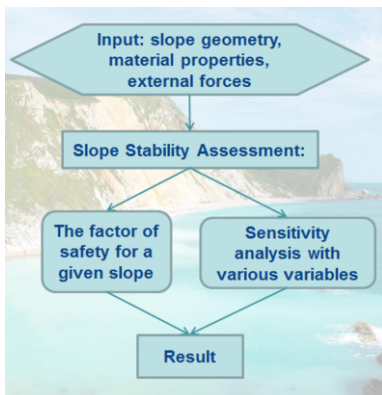 Input: slope geometry,
material properties,
external forces
Slope Stability Assessment:
The factor of
safety for a
given slope
Sensitivity
analysis with
various variables
Result